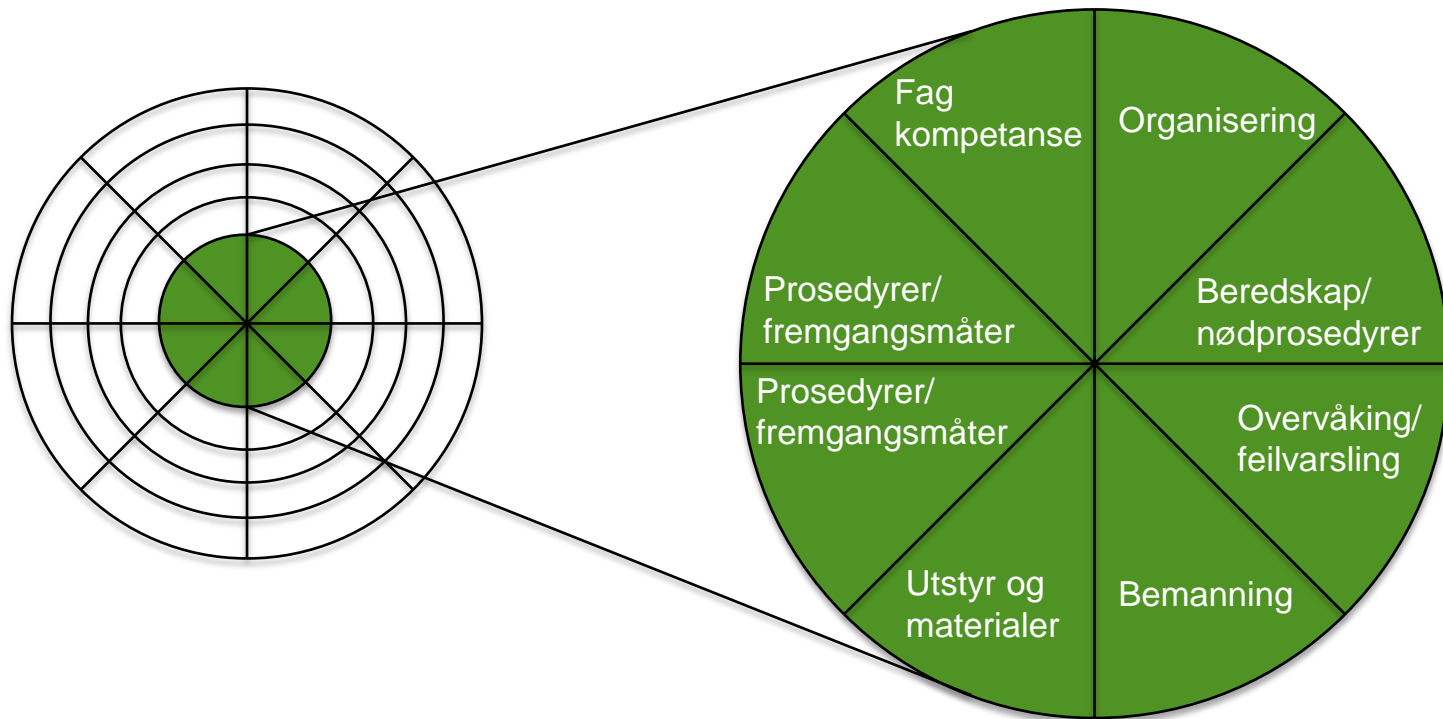 Fag
kompetanse
Organisering
Prosedyrer/
fremgangsmåter
Beredskap/
nødprosedyrer
Prosedyrer/
fremgangsmåter
Overvåking/
feilvarsling
Utstyr og
materialer
Bemanning